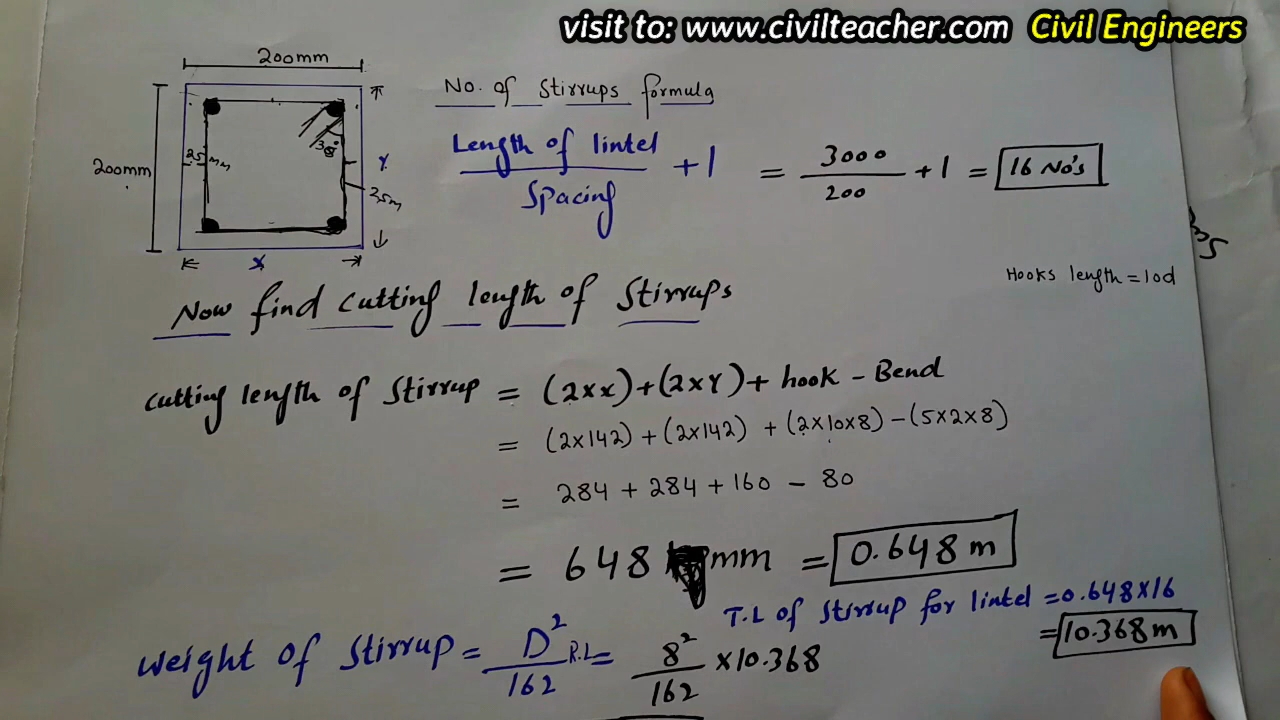 visit to: www.civilteacher.com Civil Engineers
200mm
200mm
25 mm
25m
Y
X
No. of Stirrups formula
Length of lintel / Spacing + 1 = 3000 / 200 + 1 = 16 No's
Hooks length = 10d
Now find cutting length of Stirrups
Cutting length of Stirrup = (2xX)+(2xY)+ hook - Bend
= (2x142) + (2x142) + (2x10x8) - (5x2x8)
= 284 + 284 + 160 - 80
= 648 mm = 0.648 m
T.L of Stirrup for lintel = 0.648x16
= 10.368 m
Weight of Stirrup = D² / 162 R.L = 8² / 162 x 10.368